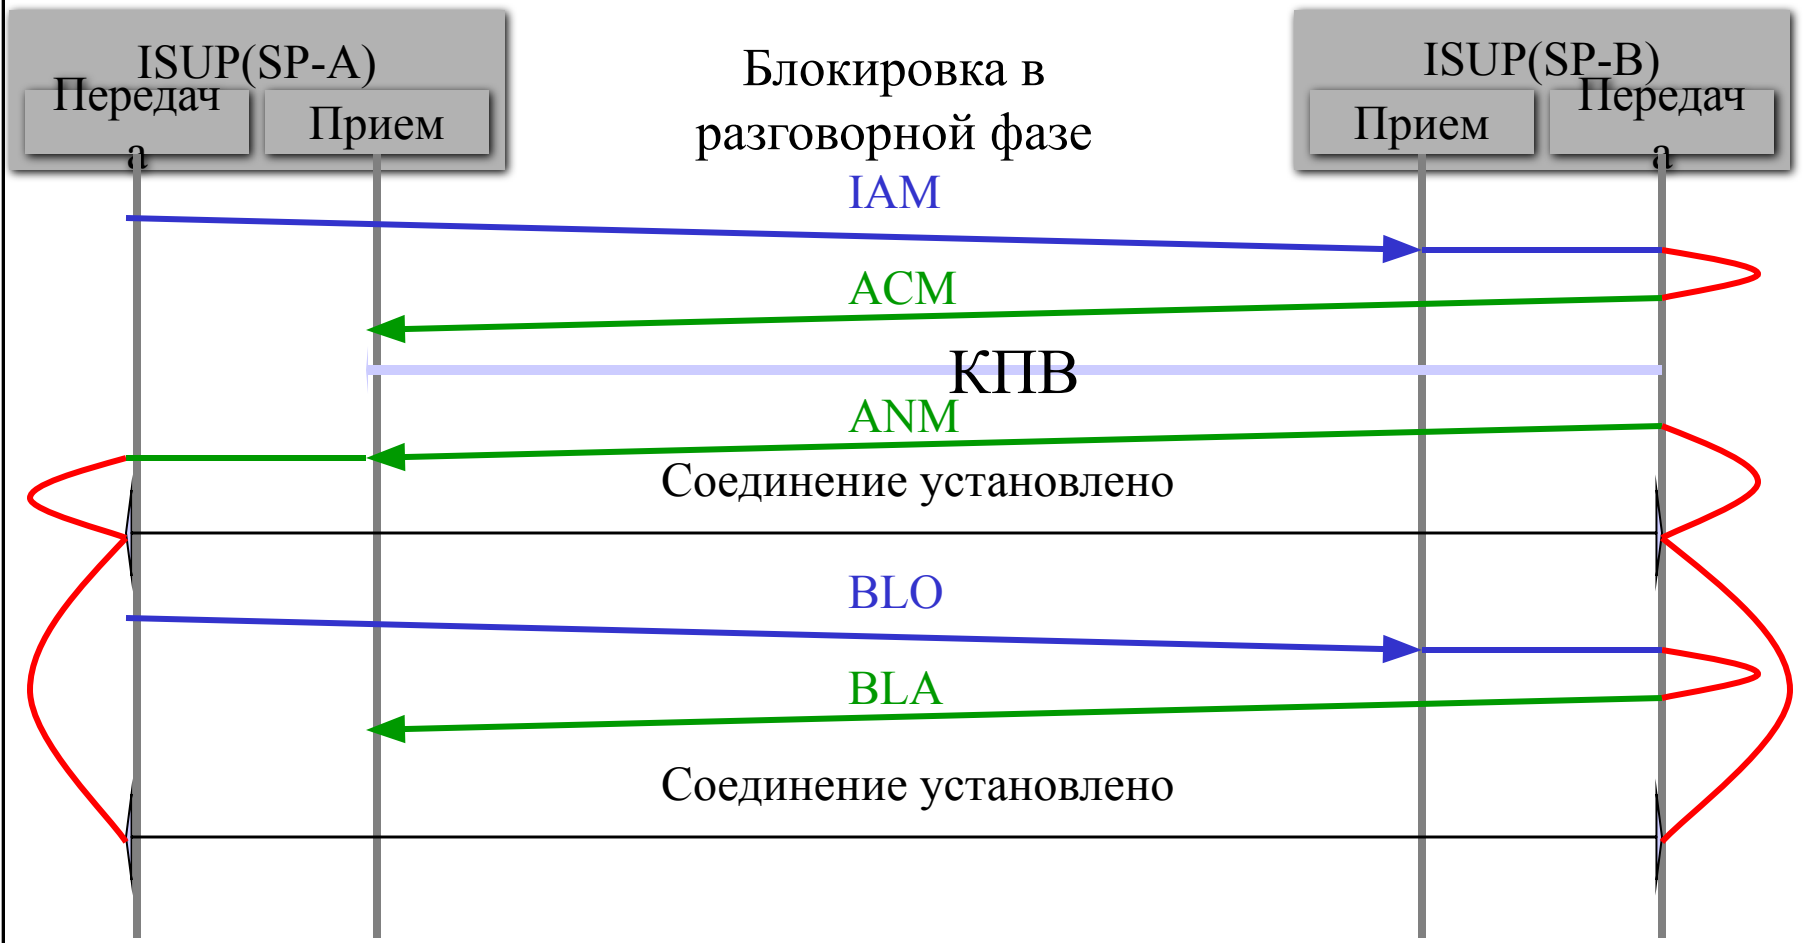 ISUP(SP-A)
Передач
а
Прием
Блокировка в
разговорной фазе
ISUP(SP-B)
Прием
Передач
а
IAM
ACM
КПВ
ANM
Соединение установлено
BLO
BLA
Соединение установлено